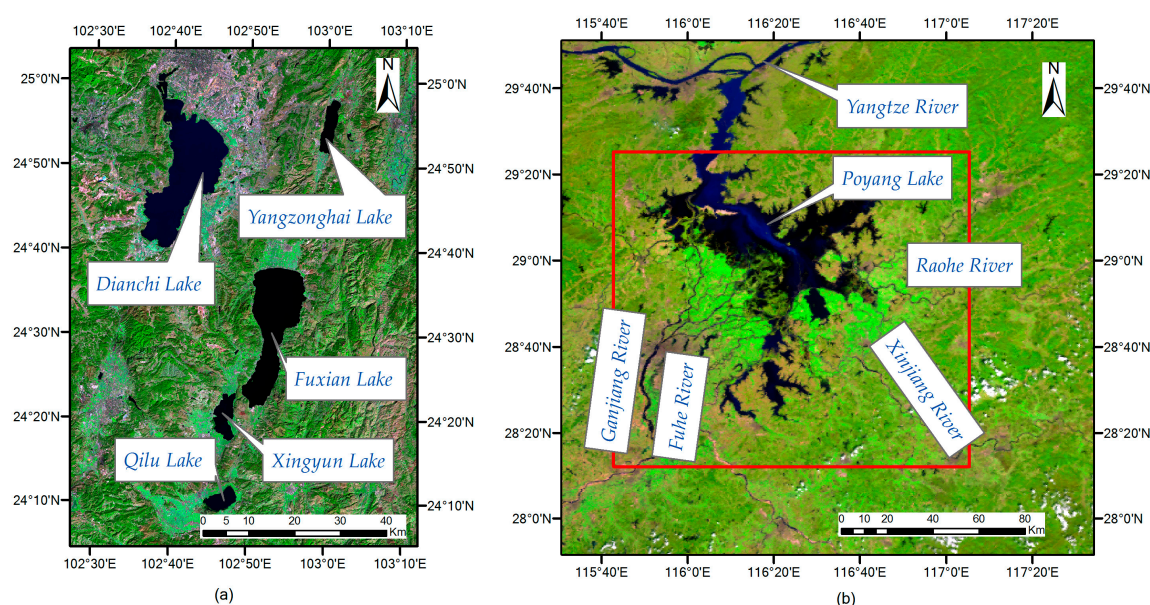 102°30'E 102°40'E 102°50'E 103°0'E 103°10'E
25°0'N
24°50'N
24°40'N
24°30'N
24°20'N
24°10'N
N
25°0'N
24°50'N
24°40'N
24°30'N
24°20'N
24°10'N
Yangzonghai Lake
Dianchi Lake
Fuxian Lake
Qilu Lake
Xingyun Lake
0 5 10 20 30 40
Km
102°30'E 102°40'E 102°50'E 103°0'E 103°10'E
(a)
115°40'E 116°0'E 116°20'E 116°40'E 117°0'E 117°20'E
29°40'N
29°20'N
29°0'N
28°40'N
28°20'N
28°0'N
N
29°40'N
29°20'N
29°0'N
28°40'N
28°20'N
28°0'N
Yangtze River
Poyang Lake
Raohe River
Ganjiang River
Fuhe River
Xinjiang River
0 10 20 40 60 80
Km
115°40'E 116°0'E 116°20'E 116°40'E 117°0'E 117°20'E
(b)